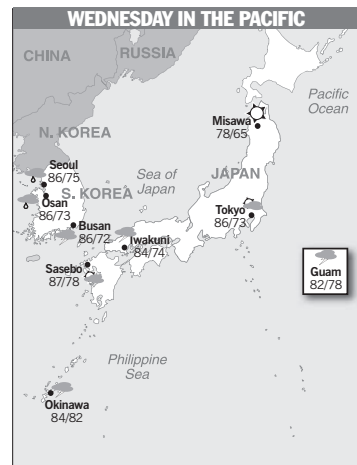 WEDNESDAY IN THE PACIFIC
CHINA
RUSSIA
Pacific
Ocean
Misawa
78/65
N. KOREA
Seoul
86/75
Sea of
Japan
JAPAN
S. KOREA
Osan
86/73
Tokyo
86/73
Busan
86/72
Iwakuni
84/74
Sasebo
87/78
Guam
82/78
Philippine
Sea
Okinawa
84/82